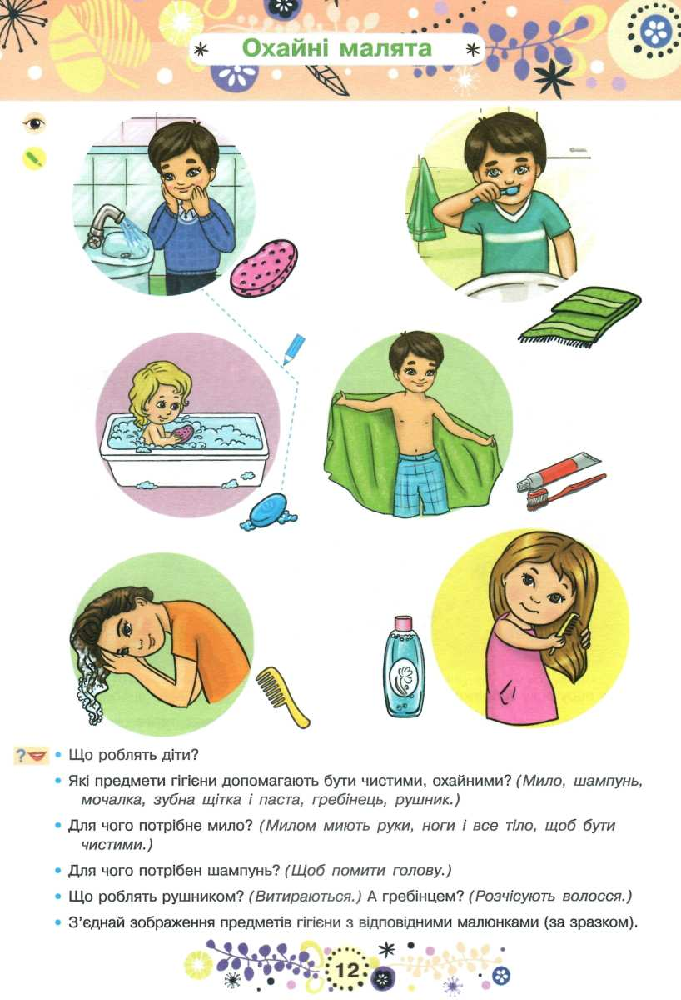 Охайні малята
? • Що роблять діти?
• Які предмети гігієни допомагають бути чистими, охайними? (Мило, шампунь,
мочалка, зубна щітка і паста, гребінець, рушник.)
• Для чого потрібне мило? (Милом миють руки, ноги і все тіло, щоб бути
чистими.)
• Для чого потрібен шампунь? (Щоб помити голову.)
• Що роблять рушником? (Витираються.) А гребінцем? (Розчісують волосся.)
• З’єднай зображення предметів гігієни з відповідними малюнками (за зразком).
12